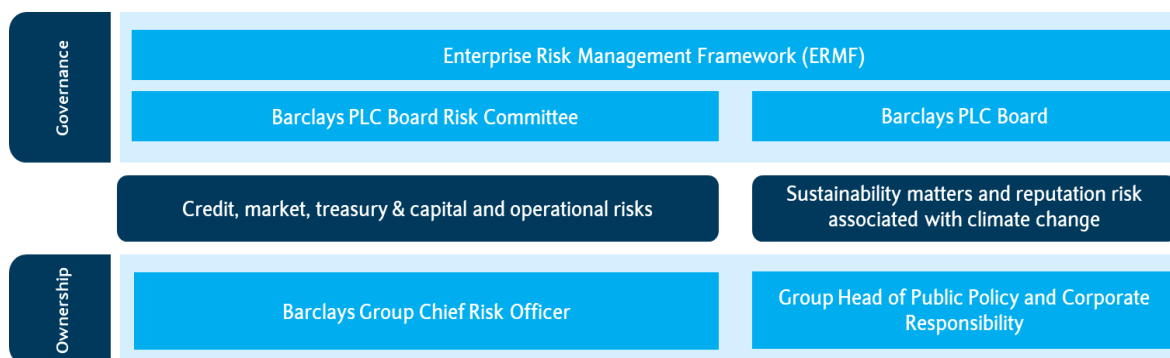 Governance
Enterprise Risk Management Framework (ERMF)
Barclays PLC Board Risk Committee
Barclays PLC Board
Credit, market, treasury & capital and operational risks
Sustainability matters and reputation risk
associated with climate change
Ownership
Barclays Group Chief Risk Officer
Group Head of Public Policy and Corporate
Responsibility